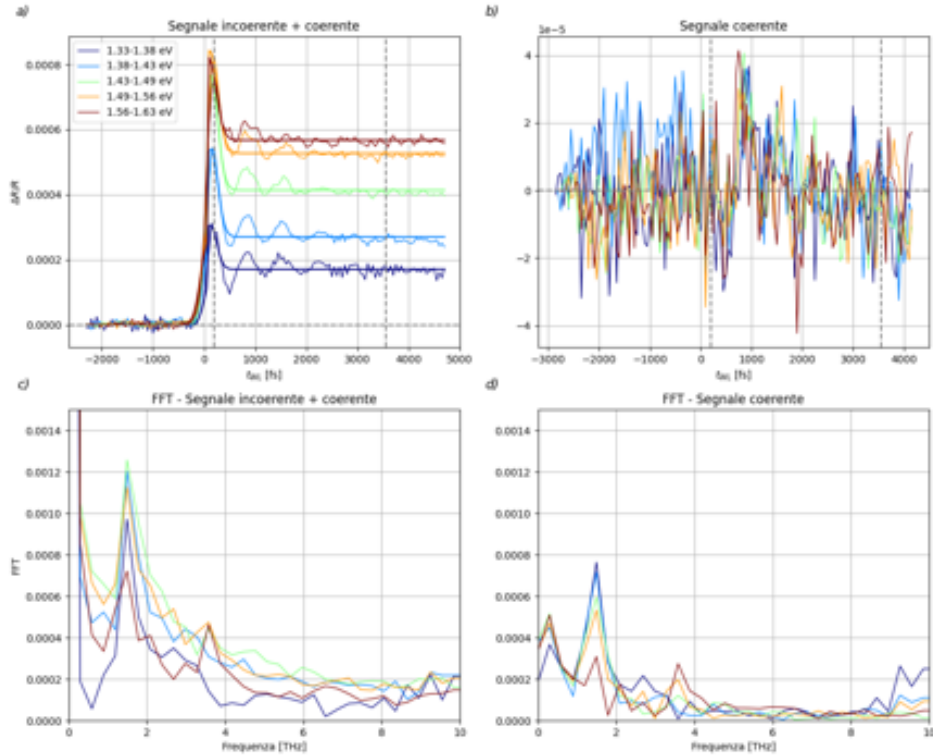 a)
Segnale incoerente + coerente
1.33-1.38 eV
1.38-1.43 eV
1.43-1.49 eV
1.49-1.56 eV
1.56-1.63 eV
0.0008
0.0006
0.0004
0.0002
0.0000
ΔR/R
−2000 −1000 0 1000 2000 3000 4000 5000
[fs]
b)
Segnale coerente
1e−5
4
2
0
−2
−4
−3000 −2000 −1000 0 1000 2000 3000 4000
[fs]
c)
FFT - Segnale incoerente + coerente
0.0014
0.0012
0.0010
0.0008
0.0006
0.0004
0.0002
0.0000
FFT
0 2 4 6 8 10
Frequenza [THz]
d)
FFT - Segnale coerente
0.0014
0.0012
0.0010
0.0008
0.0006
0.0004
0.0002
0.0000
0 2 4 6 8 10
Frequenza [THz]